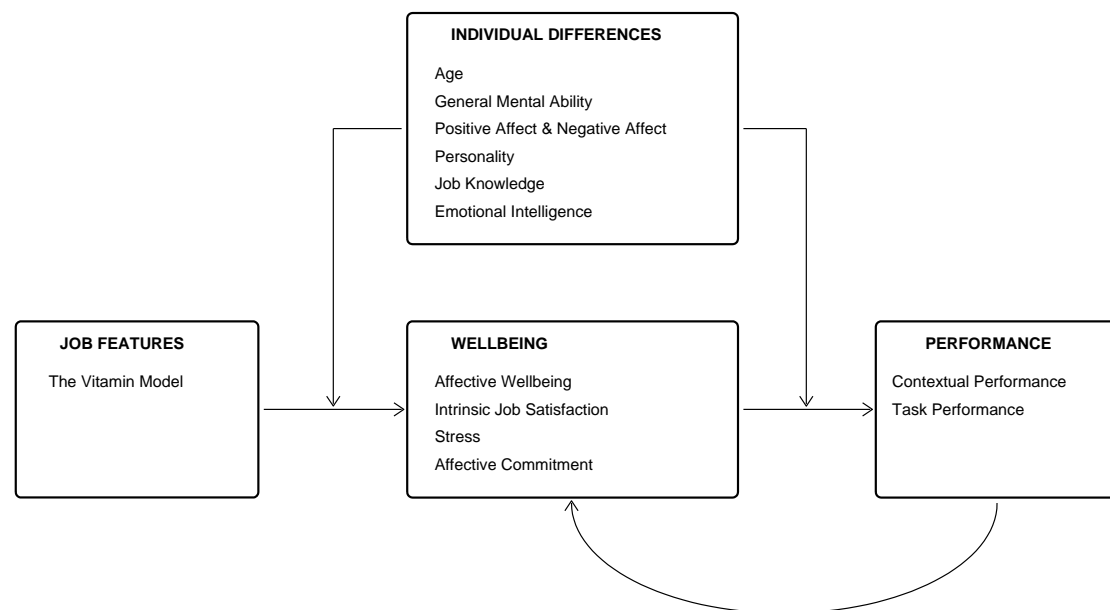 INDIVIDUAL DIFFERENCES
Age
General Mental Ability
Positive Affect & Negative Affect
Personality
Job Knowledge
Emotional Intelligence
JOB FEATURES
The Vitamin Model
WELLBEING
Affective Wellbeing
Intrinsic Job Satisfaction
Stress
Affective Commitment
PERFORMANCE
Contextual Performance
Task Performance